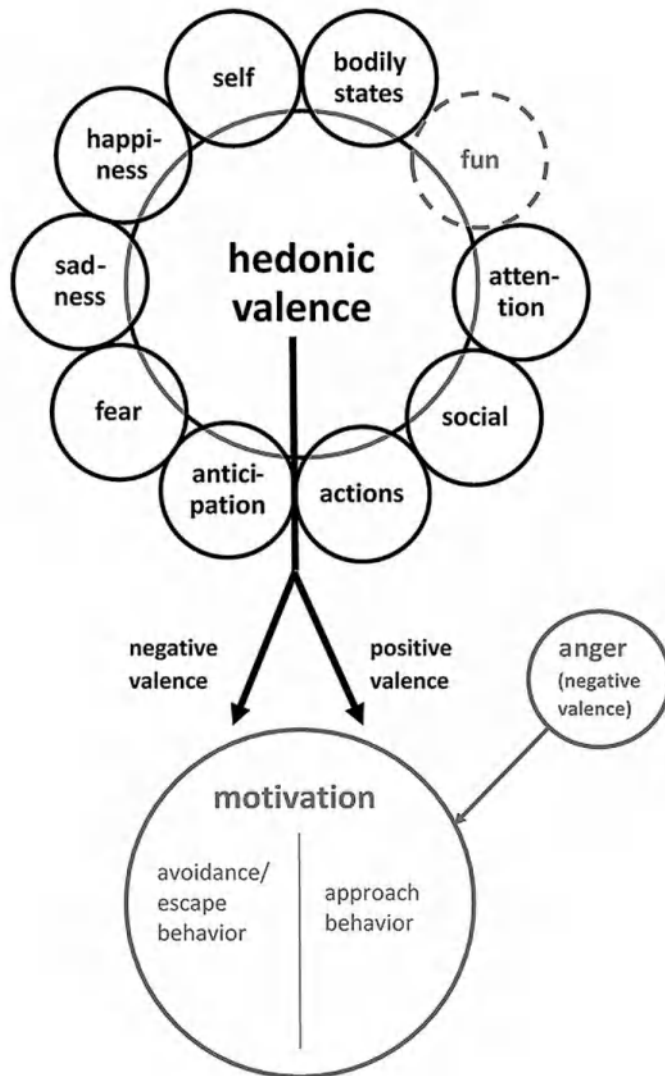 self
bodily
states
happi-
ness
fun
hedonic
valence
sad-
ness
atten-
tion
fear
social
antici-
pation
actions
negative
valence
positive
valence
anger
(negative
valence)
motivation
avoidance/
escape
behavior
approach
behavior